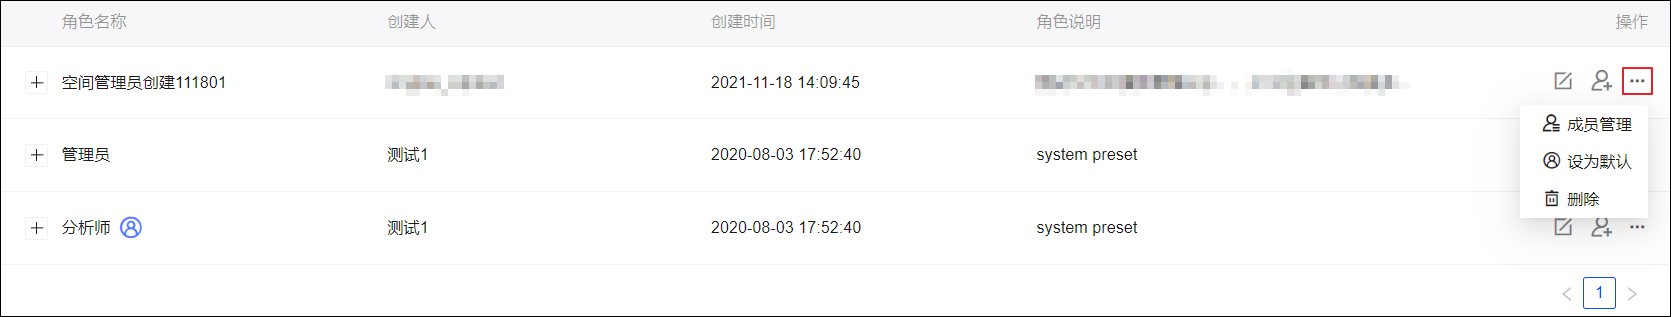 角色名称 创建人 创建时间 角色说明 操作
空间管理员创建111801 2021-11-18 14:09:45
成员管理
管理员 测试1 2020-08-03 17:52:40 system preset
设为默认
删除
分析师 测试1 2020-08-03 17:52:40 system preset
1